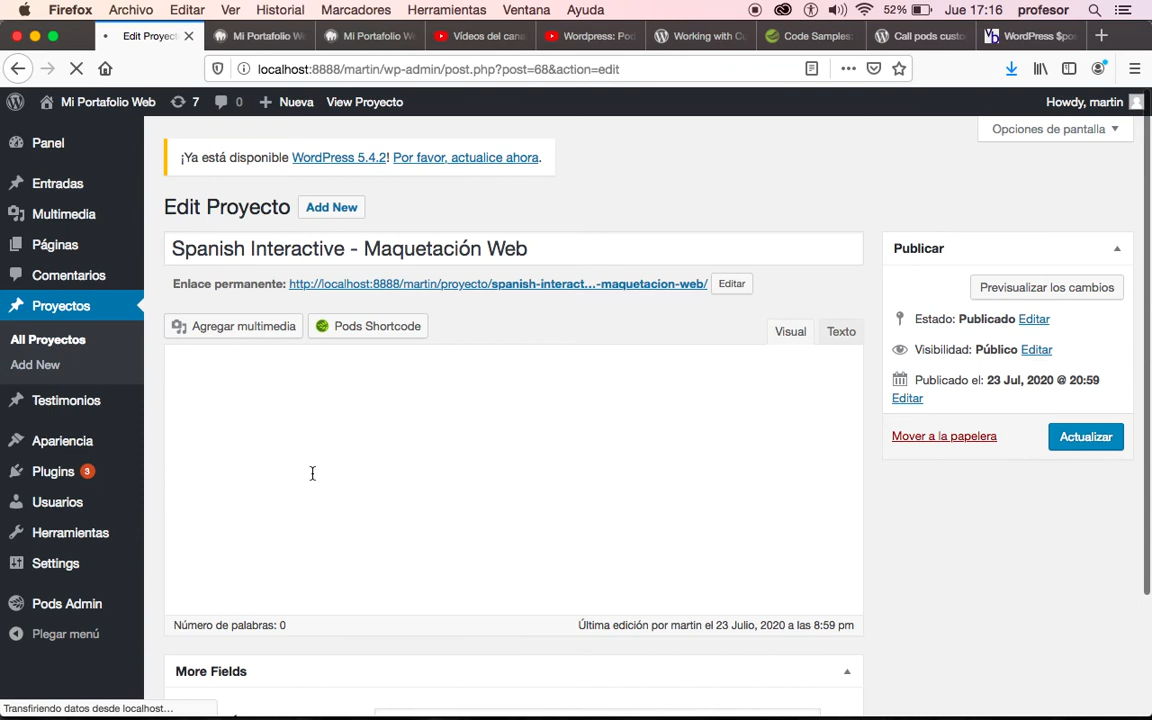 Firefox Archivo Editar Ver Historial Marcadores Herramientas Ventana Ayuda 52% Jue 17:16 profesor
Edit Proyect Mi Portafolio W Mi Portafolio W Vídeos del cana Wordpress: Pod Working with Cu Code Samples: Call pods custo WordPress $po
localhost:8888/martin/wp-admin/post.php?post=68&action=edit
Mi Portafolio Web 7 0 Nueva View Proyecto Howdy, martin
Opciones de pantalla
Panel
Entradas
Multimedia
Páginas
Comentarios
Proyectos
All Proyectos
Add New
Testimonios
Apariencia
Plugins 3
Usuarios
Herramientas
Settings
Pods Admin
Plegar menú
¡Ya está disponible WordPress 5.4.2! Por favor, actualice ahora.
Edit Proyecto Add New
Spanish Interactive - Maquetación Web
Enlace permanente: http://localhost:8888/martin/proyecto/spanish-interact...-maquetacion-web/ Editar
Agregar multimedia Pods Shortcode Visual Texto
Número de palabras: 0 Última edición por martin el 23 Julio, 2020 a las 8:59 pm
More Fields
Publicar
Previsualizar los cambios
Estado: Publicado Editar
Visibilidad: Público Editar
Publicado el: 23 Jul, 2020 @ 20:59
Editar
Mover a la papelera Actualizar
Transfiriendo datos desde localhost...